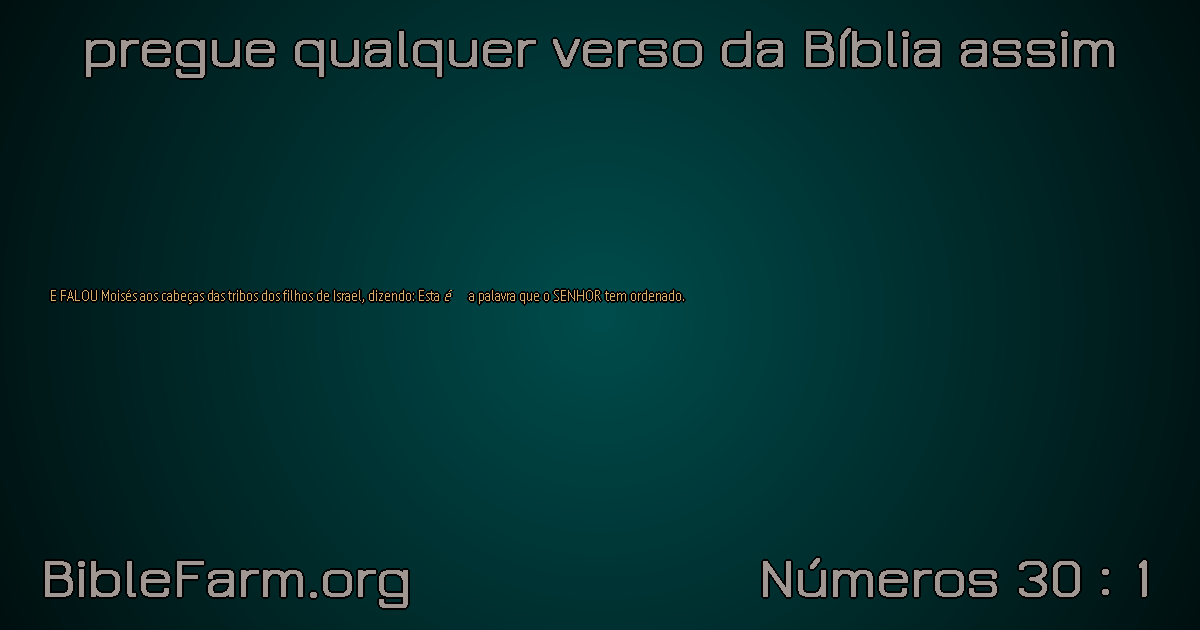 pregue qualquer verso da Bíblia assim
E FALOU Moisés aos cabeças das tribos dos filhos de Israel, dizendo: Esta é a palavra que o SENHOR tem ordenado.
BibleFarm.org
Números 30 : 1